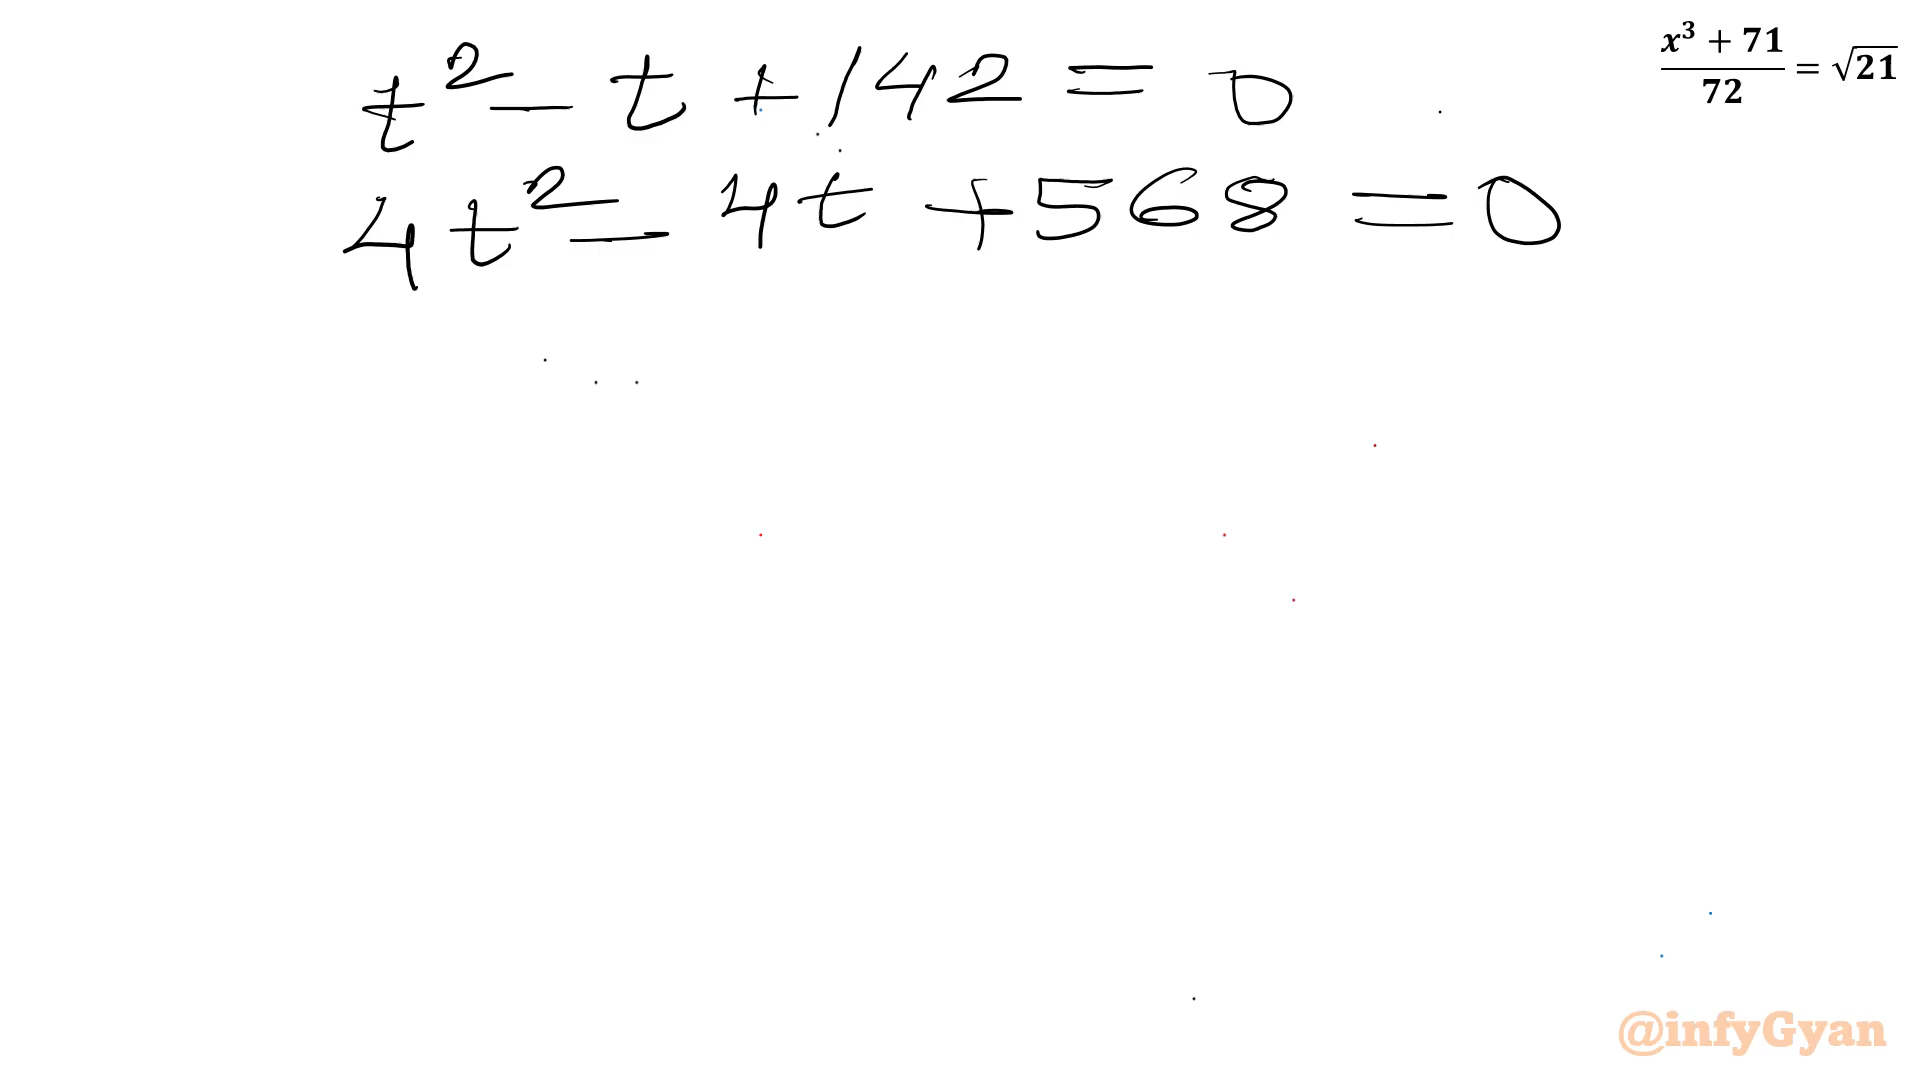 t² - t + 142 = 0
(x³ + 71)/72 = √21
4t² - 4t + 568 = 0
@infyGyan